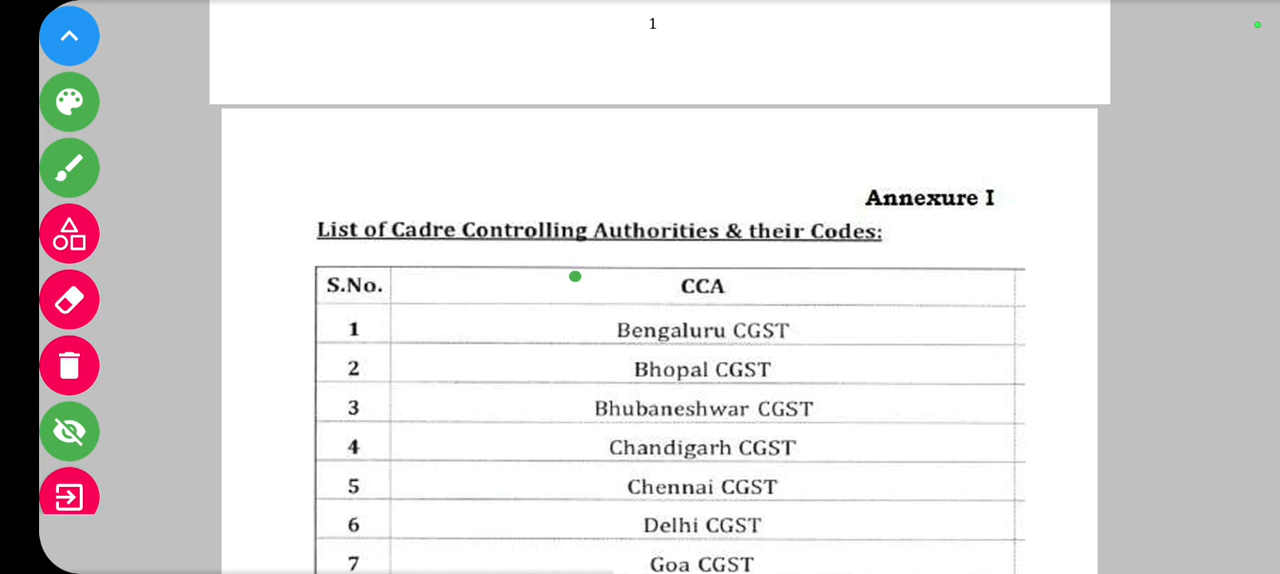 1
Annexure I
List of Cadre Controlling Authorities & their Codes:
S.No. CCA
1 Bengaluru CGST
2 Bhopal CGST
3 Bhubaneshwar CGST
4 Chandigarh CGST
5 Chennai CGST
6 Delhi CGST
7 Goa CGST